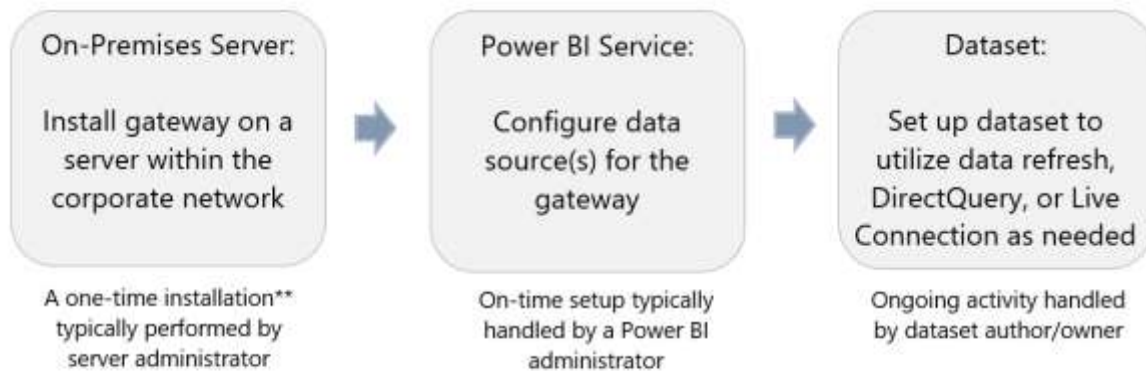 On-Premises Server:
Install gateway on a
server within the
corporate network
Power BI Service:
Configure data
source(s) for the
gateway
Dataset:
Set up dataset to
utilize data refresh,
DirectQuery, or Live
Connection as needed
A one-time installation**
typically performed by
server administrator
On-time setup typically
handled by a Power BI
administrator
Ongoing activity handled
by dataset author/owner